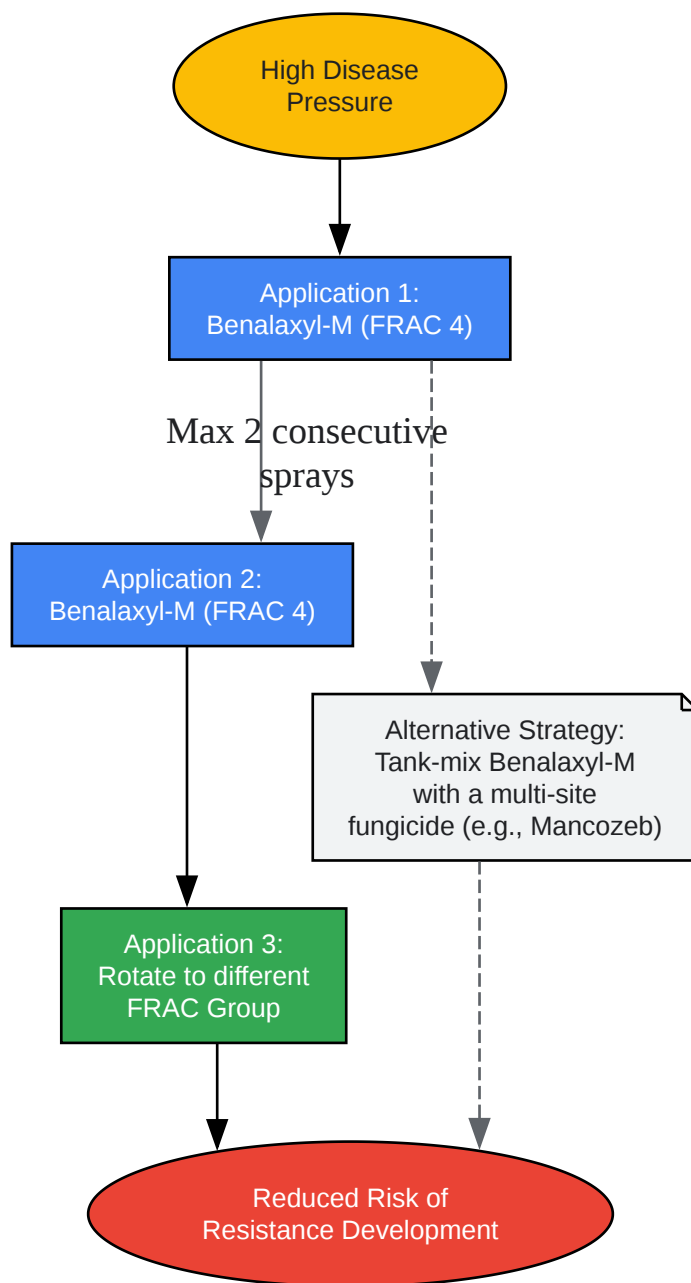 High Disease
Pressure
Application 1:
Benalaxyl-M (FRAC 4)
Max 2 consecutive
sprays
Application 2:
Benalaxyl-M (FRAC 4)
Alternative Strategy:
Tank-mix Benalaxyl-M
with a multi-site
fungicide (e.g., Mancozeb)
Application 3:
Rotate to different
FRAC Group
Reduced Risk of
Resistance Development